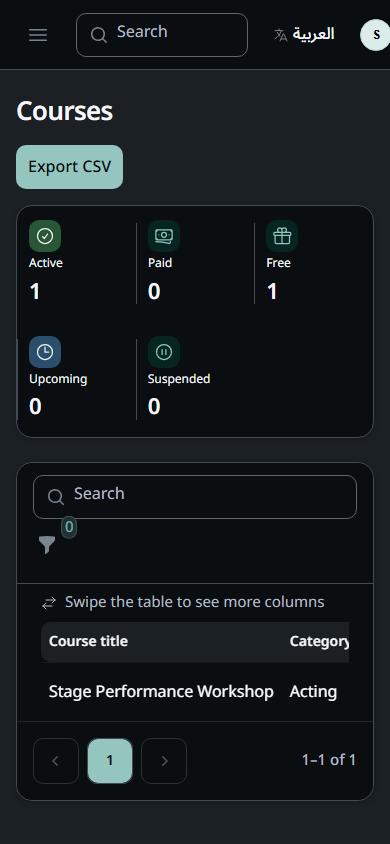 Search
العربية
S
Courses
Export CSV
Active
1
Paid
0
Free
1
Upcoming
0
Suspended
0
Search
0
Swipe the table to see more columns
Course title Category
Stage Performance Workshop Acting
1
1–1 of 1